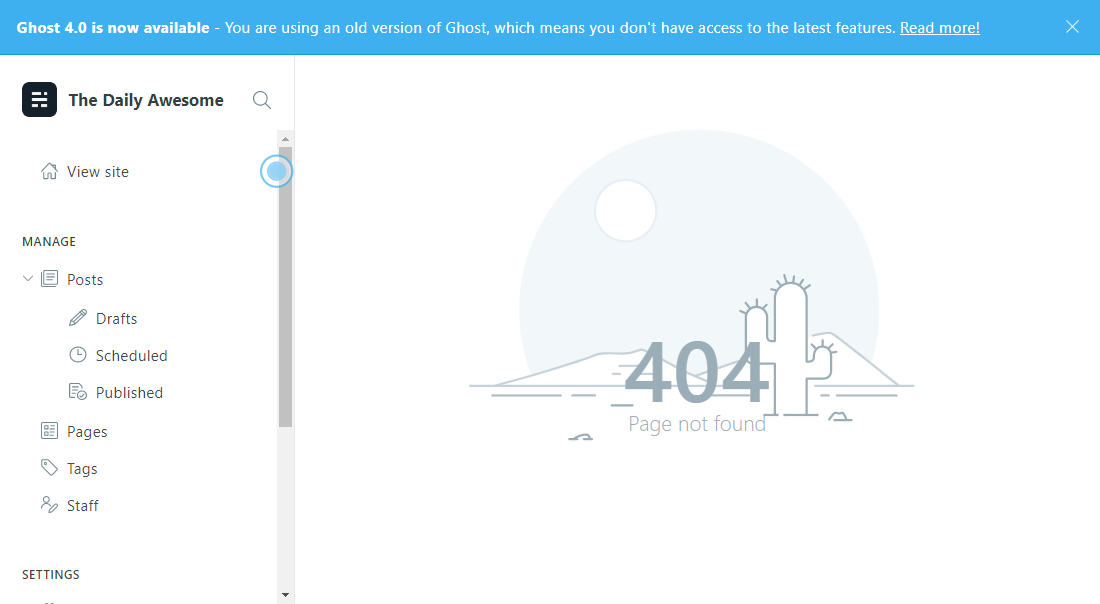 Ghost 4.0 is now available - You are using an old version of Ghost, which means you don't have access to the latest features. Read more!
The Daily Awesome
View site
MANAGE
Posts
Drafts
Scheduled
Published
Pages
Tags
Staff
SETTINGS
404
Page not found